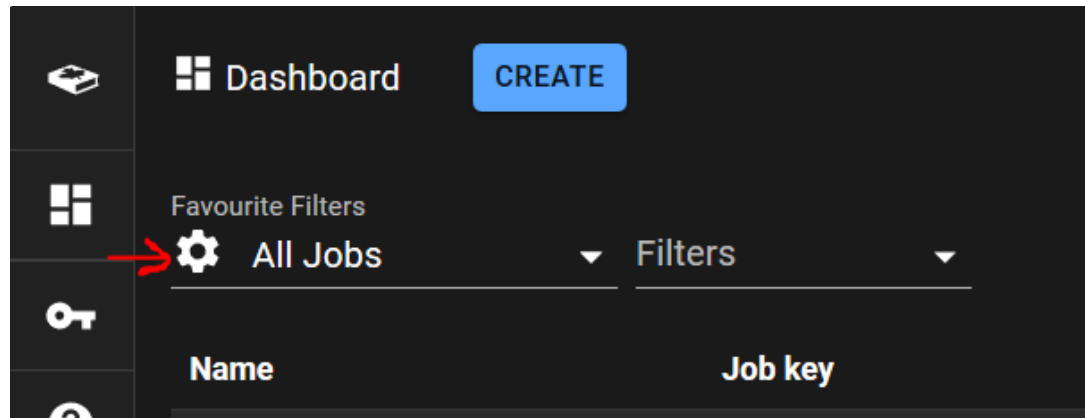 Dashboard
CREATE
Favourite Filters
All Jobs
Filters
Name
Job key